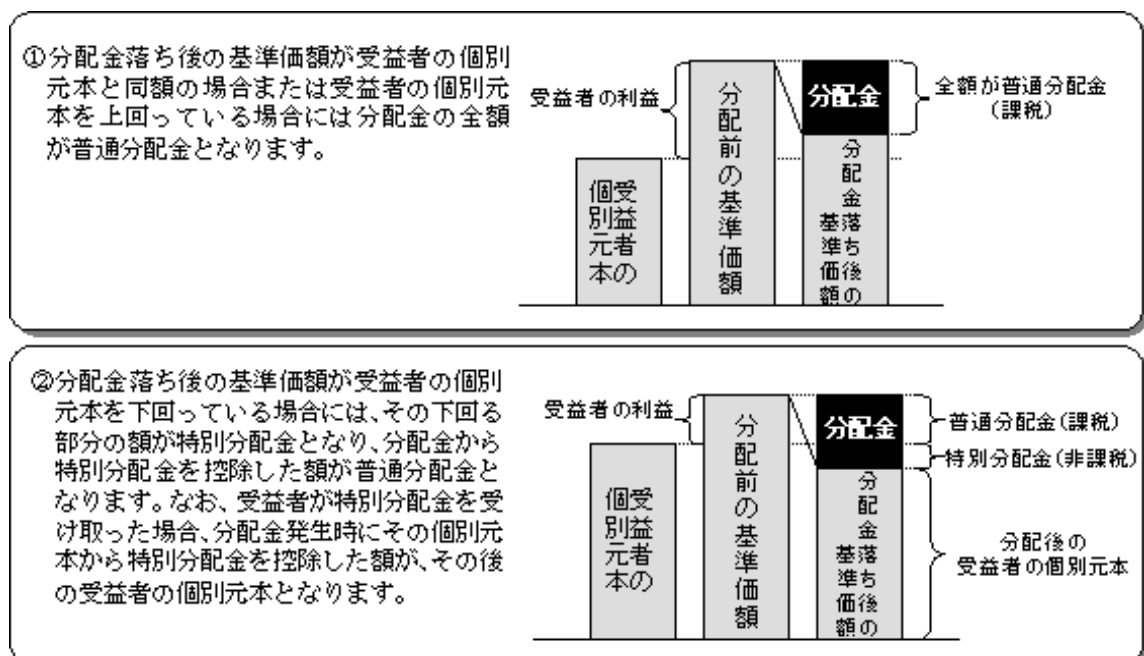 ①分配金落ち後の基準価額が受益者の個別
元本と同額の場合または受益者の個別元
本を上回っている場合には分配金の全額
が普通分配金となります。
受益者の利益
受益者の
個別元本
分配前の基準価額
分配金
分配金落ち後の
基準価額
全額が普通分配金
(課税)
②分配金落ち後の基準価額が受益者の個別
元本を下回っている場合には、その下回る
部分の額が特別分配金となり、分配金から
特別分配金を控除した額が普通分配金と
なります。なお、受益者が特別分配金を受
け取った場合、分配金発生時にその個別元
本から特別分配金を控除した額が、その後
の受益者の個別元本となります。
受益者の利益
受益者の
個別元本
分配前の基準価額
分配金
分配金落ち後の
基準価額
普通分配金(課税)
特別分配金(非課税)
分配後の
受益者の個別元本